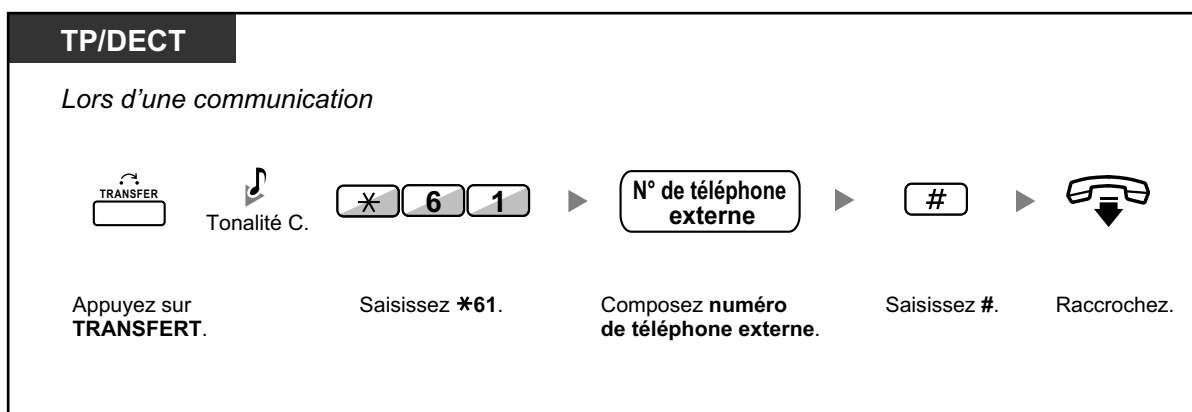 TP/DECT
Lors d’une communication
TRANSFER
Tonalité C.
* 6 1
N° de téléphone
externe
#
Appuyez sur
TRANSFERT.
Saisissez *61.
Composez numéro
de téléphone externe.
Saisissez #.
Raccrochez.